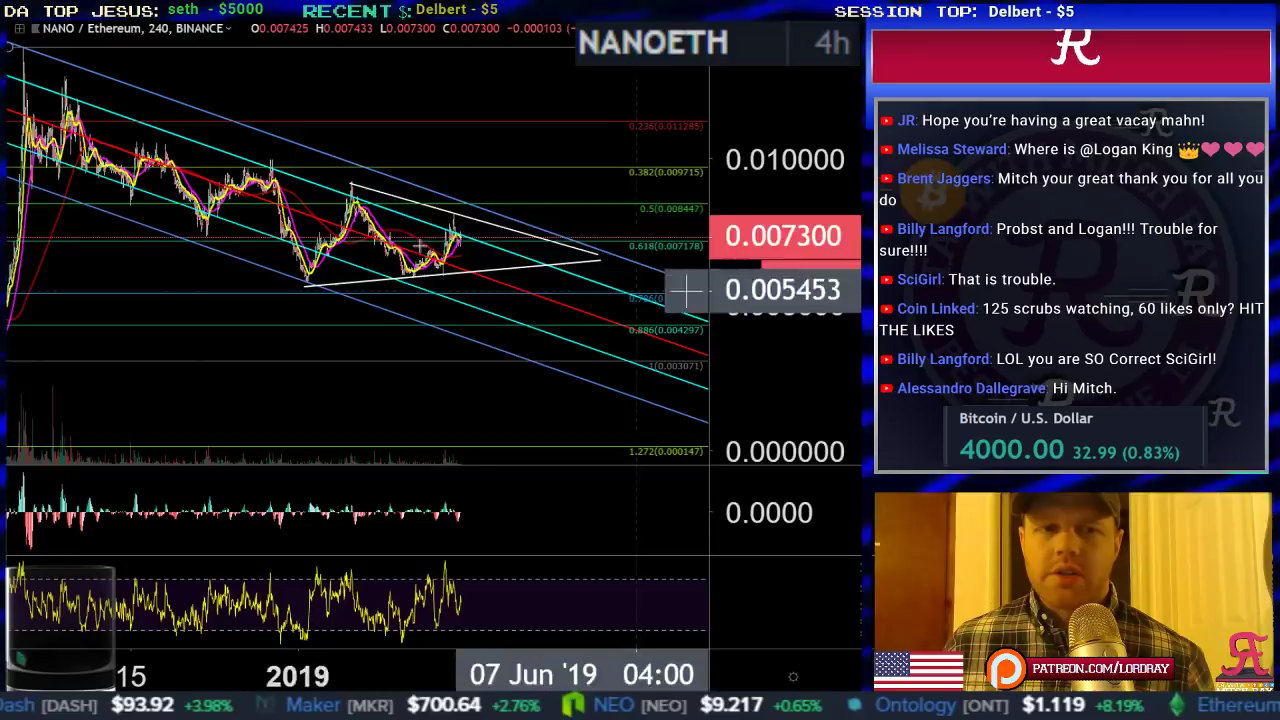 DA TOP JESUS: seth - $5000
RECENT $: Delbert - $5
SESSION TOP: Delbert - $5
NANO / Ethereum, 240, BINANCE
O0.007425 H0.007433 L0.007300 C0.007300 -0.000103
NANOETH 4h
0.236(0.011265)
0.382(0.009715)
0.5(0.008447)
0.618(0.007178)
0.886(0.004297)
1(0.003071)
1.272(0.000147)
0.010000
0.007300
0.005453
0.000000
0.0000
15
2019
07 Jun '19 04:00
JR: Hope you're having a great vacay mahn!
Melissa Steward: Where is @Logan King 👑❤❤❤
Brent Jaggers: Mitch your great thank you for all you
do
Billy Langford: Probst and Logan!!! Trouble for
sure!!!!
SciGirl: That is trouble.
Coin Linked: 125 scrubs watching, 60 likes only? HIT
THE LIKES
Billy Langford: LOL you are SO Correct SciGirl!
Alessandro Dallegrave: Hi Mitch.
Bitcoin / U.S. Dollar
4000.00 32.99 (0.83%)
PATREON.COM/LORDRAY
Dash [DASH] $93.92 +3.98% Maker [MKR] $700.64 +2.76% NEO [NEO] $9.217 +0.65% Ontology [ONT] $1.119 +8.19% Ethereum